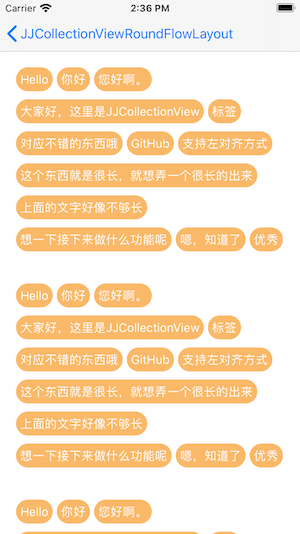 Carrier 2:36 PM
JJCollectionViewRoundFlowLayout
Hello 你好 您好啊。
大家好，这里是JJCollectionView 标签
对应不错的东西哦 GitHub 支持左对齐方式
这个东西就是很长，就想弄一个很长的出来
上面的文字好像不够长
想一下接下来做什么功能呢 嗯，知道了 优秀
Hello 你好 您好啊。
大家好，这里是JJCollectionView 标签
对应不错的东西哦 GitHub 支持左对齐方式
这个东西就是很长，就想弄一个很长的出来
上面的文字好像不够长
想一下接下来做什么功能呢 嗯，知道了 优秀
Hello 你好 您好啊。